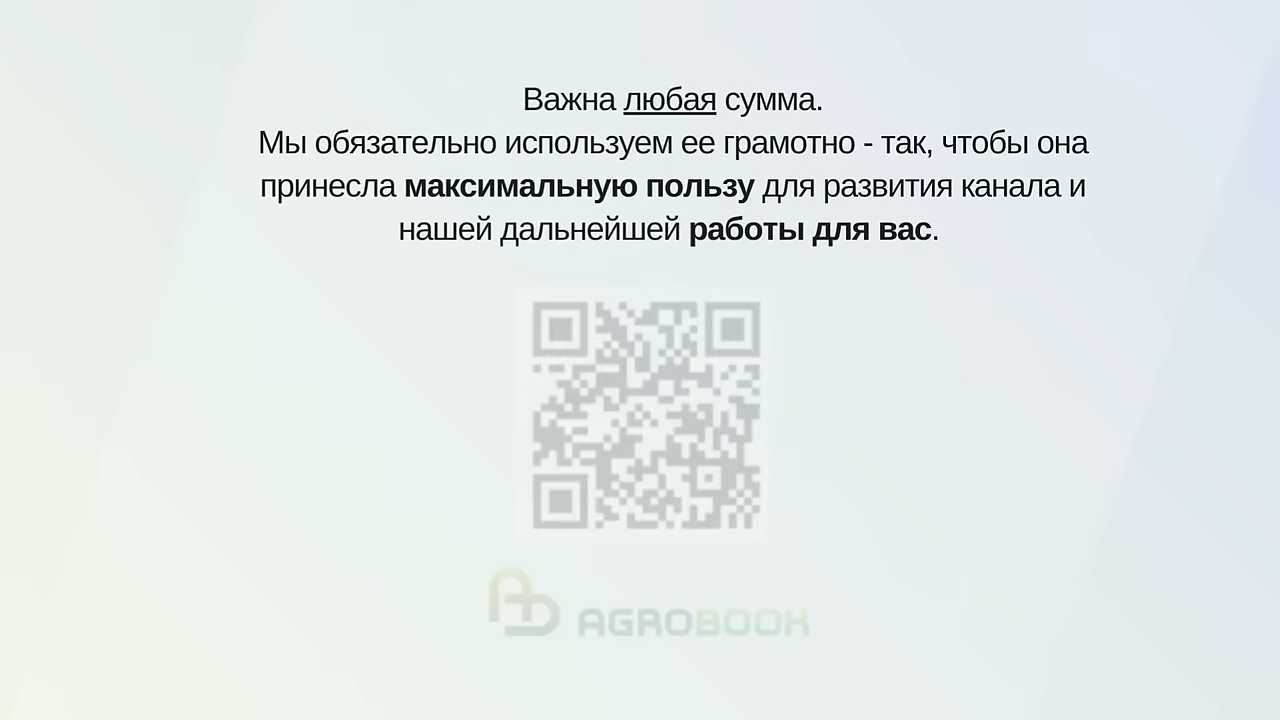 Важна любая сумма.
Мы обязательно используем ее грамотно - так, чтобы она
принесла максимальную пользу для развития канала и
нашей дальнейшей работы для вас.
AGROBOOK